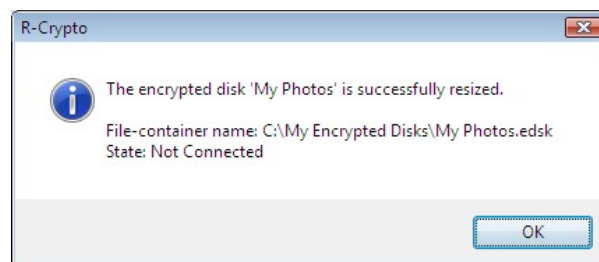 R-Crypto
The encrypted disk 'My Photos' is successfully resized.
File-container name: C:\My Encrypted Disks\My Photos.edsk
State: Not Connected
OK